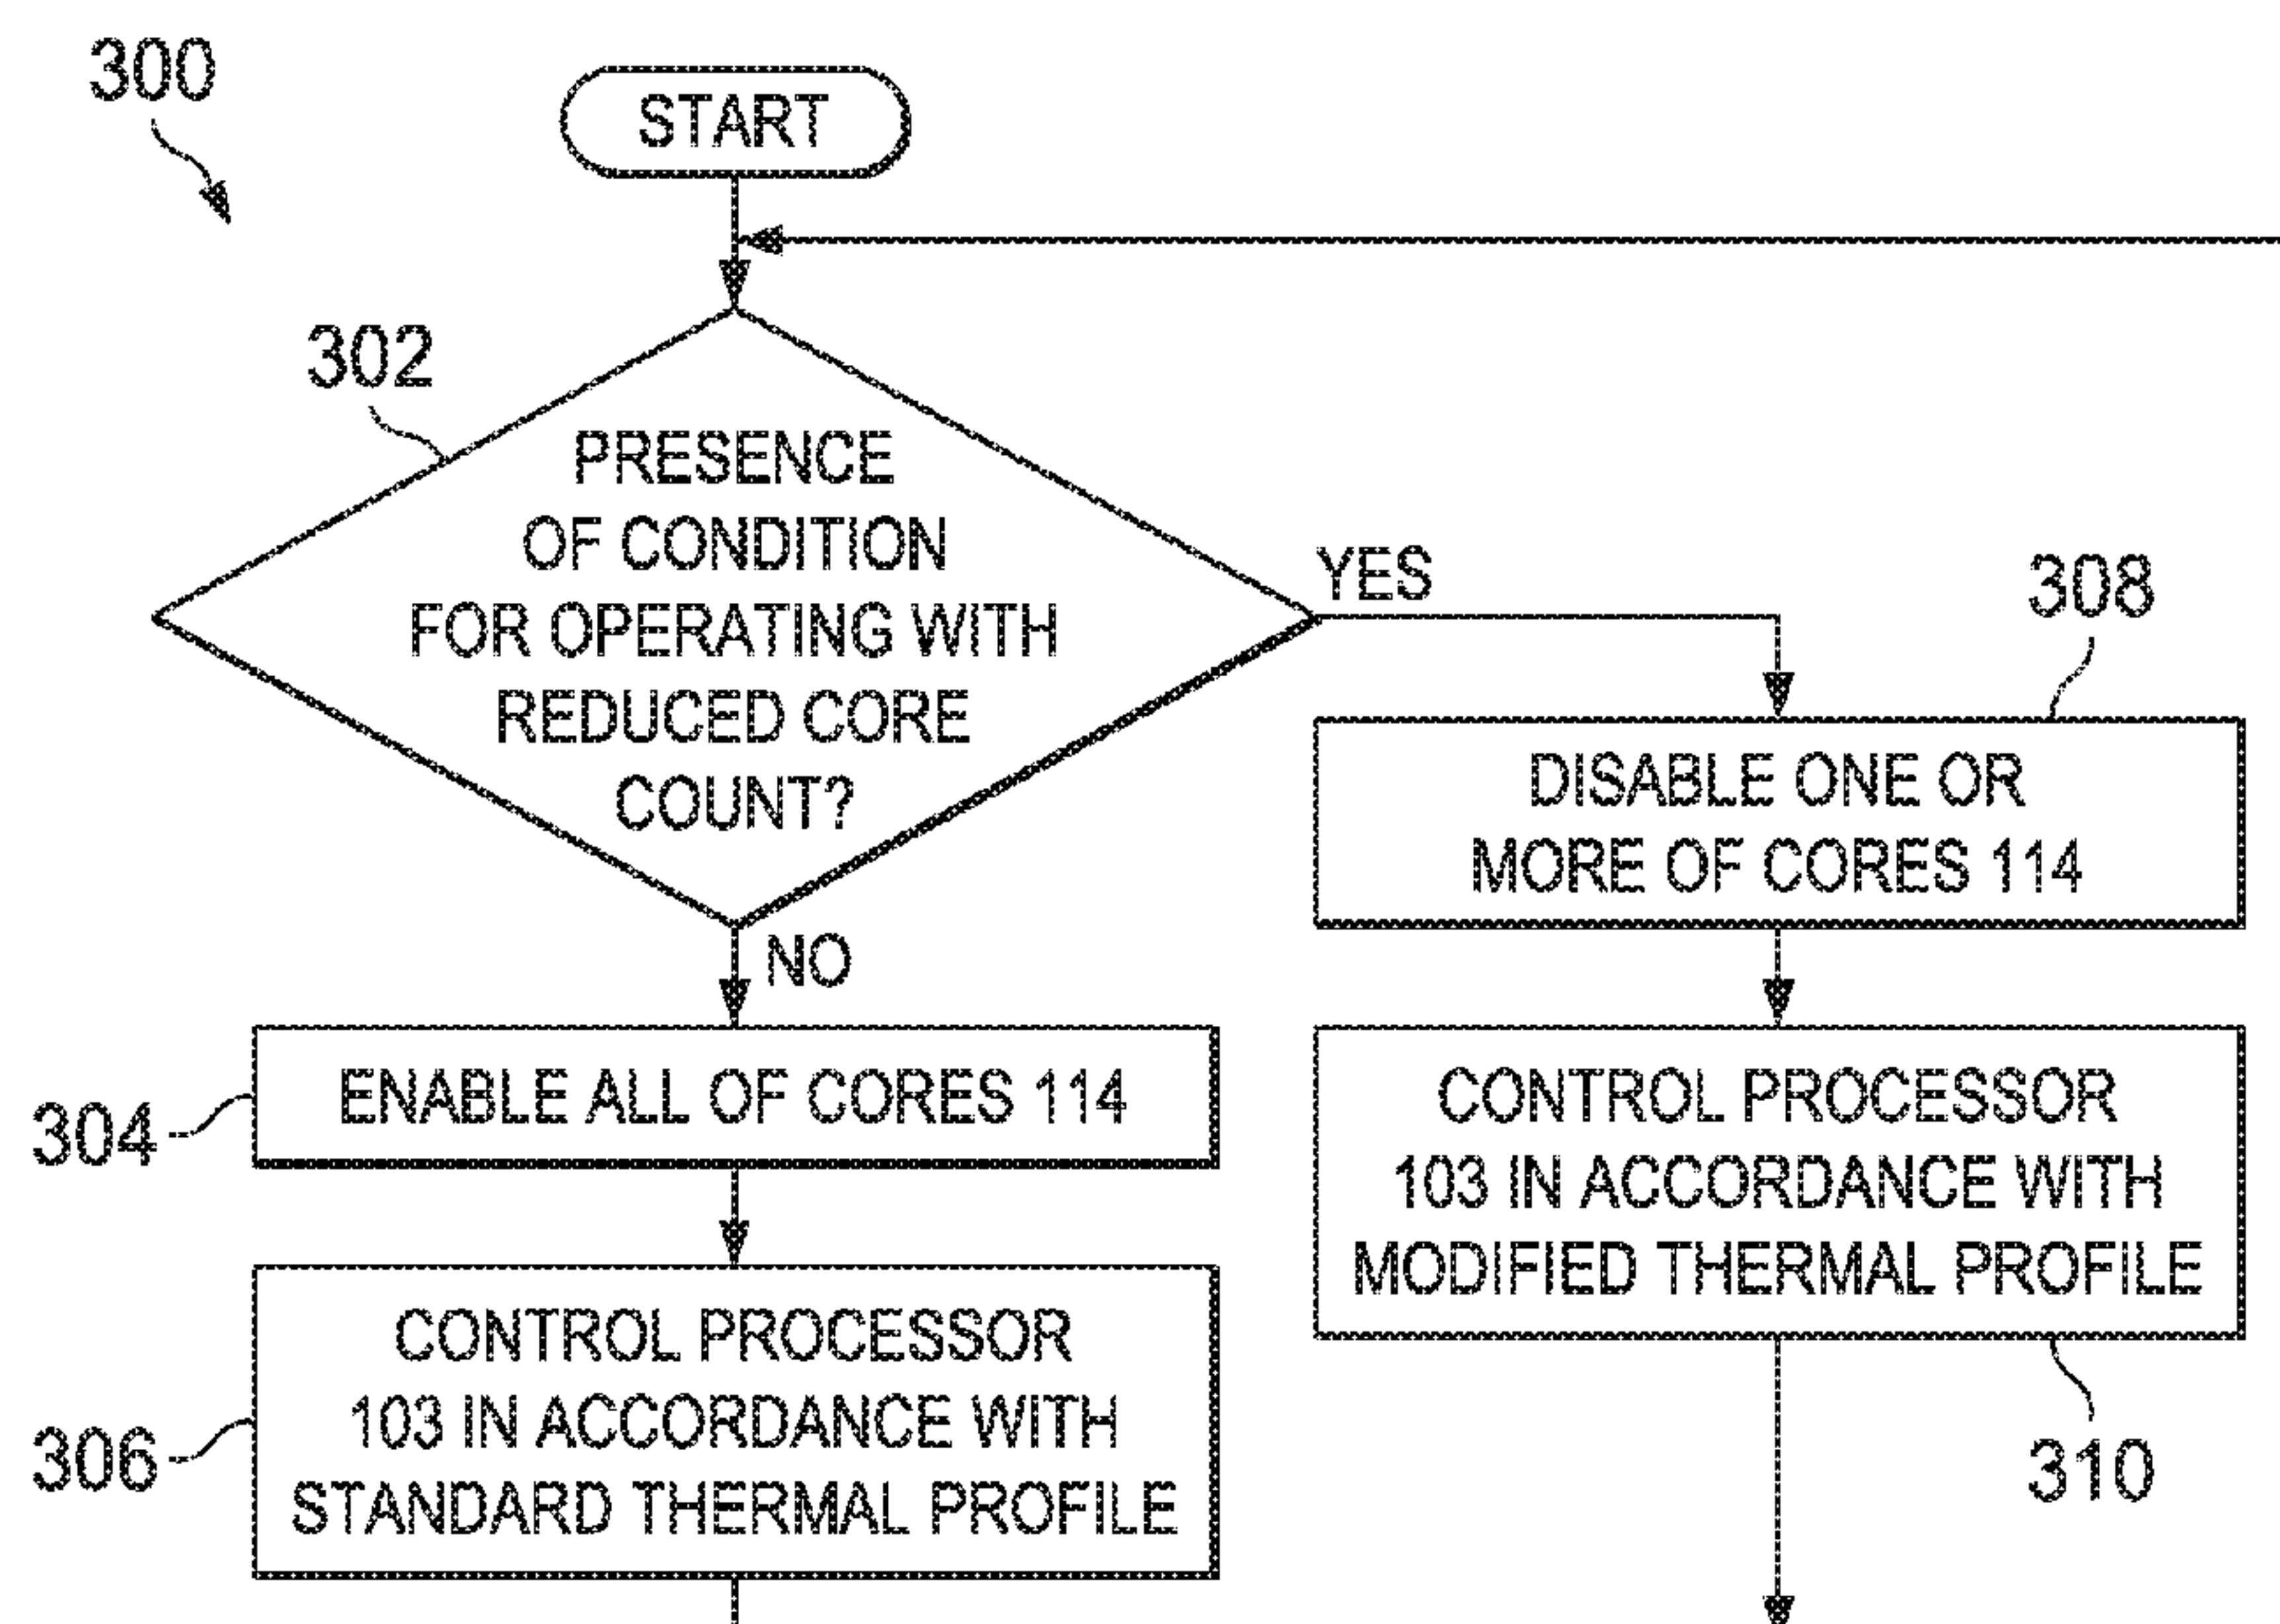 300
START
302
PRESENCE
OF CONDITION
FOR OPERATING WITH
REDUCED CORE
COUNT?
YES
308
DISABLE ONE OR
MORE OF CORES 114
NO
304
ENABLE ALL OF CORES 114
CONTROL PROCESSOR
103 IN ACCORDANCE WITH
MODIFIED THERMAL PROFILE
310
306
CONTROL PROCESSOR
103 IN ACCORDANCE WITH
STANDARD THERMAL PROFILE